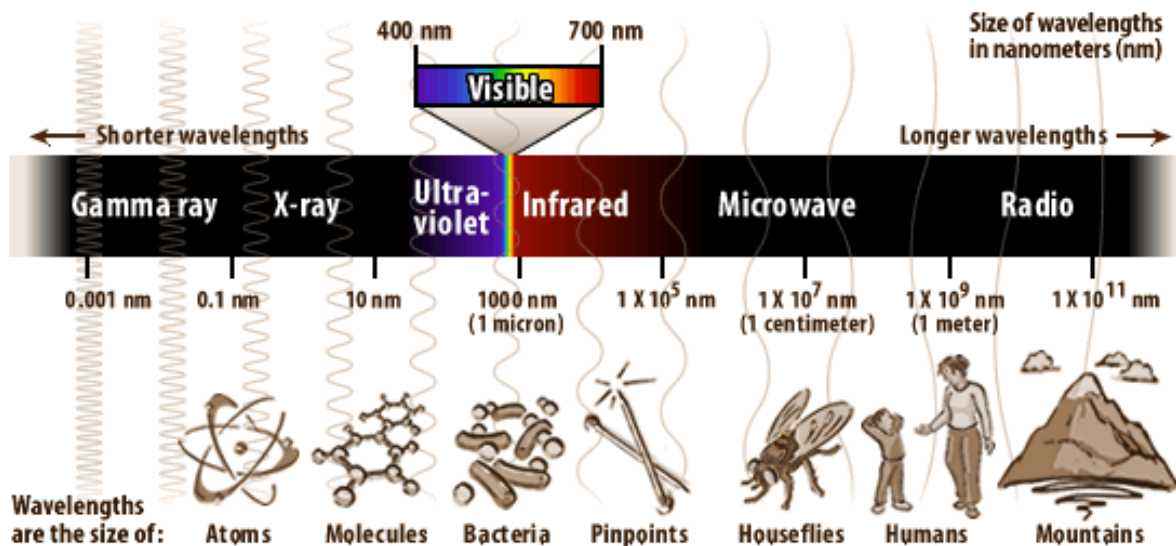 400 nm
700 nm
Size of wavelengths
in nanometers (nm)
Visible
Shorter wavelengths
Longer wavelengths
Gamma ray
X-ray
Ultra-
violet
Infrared
Microwave
Radio
0.001 nm
0.1 nm
10 nm
1000 nm
(1 micron)
1 X 10⁵ nm
1 X 10⁷ nm
(1 centimeter)
1 X 10⁹ nm
(1 meter)
1 X 10¹¹ nm
Wavelengths
are the size of:
Atoms
Molecules
Bacteria
Pinpoints
Houseflies
Humans
Mountains